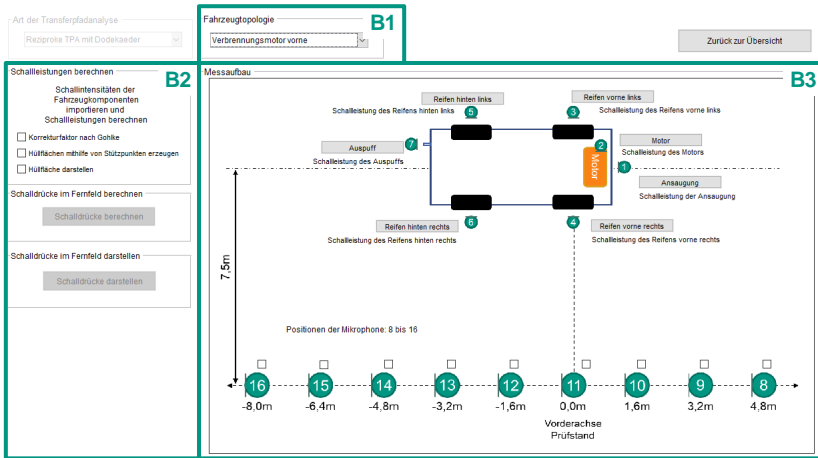 Art der Transferpfadanalyse
Reziproke TPA mit Dodekaeder
Fahrzeugtopologie
B1
Verbrennungsmotor vorne
Zurück zur Übersicht
Schallleistungen berechnen
B2
Schallintensitäten der
Fahrzeugkomponenten
importieren und
Schallleistungen berechnen
Korrekturfaktor nach Gohlke
Hüllflächen mithilfe von Stützpunkten erzeugen
Hüllfläche darstellen
Schalldrücke im Fernfeld berechnen
Schalldrücke berechnen
Schalldrücke im Fernfeld darstellen
Schalldrücke darstellen
Messaufbau
B3
Reifen hinten links
Schallleistung des Reifens hinten links
5
Reifen vorne links
3
Schallleistung des Reifens vorne links
Auspuff
7
Schallleistung des Auspuffs
2
Motor
Motor
Schallleistung des Motors
1
Ansaugung
Schallleistung der Ansaugung
Reifen hinten rechts
6
Schallleistung des Reifens hinten rechts
4
Reifen vorne rechts
Schallleistung des Reifens vorne rechts
7,5m
Positionen der Mikrophone: 8 bis 16
16 15 14 13 12 11 10 9 8
-8,0m -6,4m -4,8m -3,2m -1,6m 0,0m 1,6m 3,2m 4,8m
Vorderachse
Prüfstand